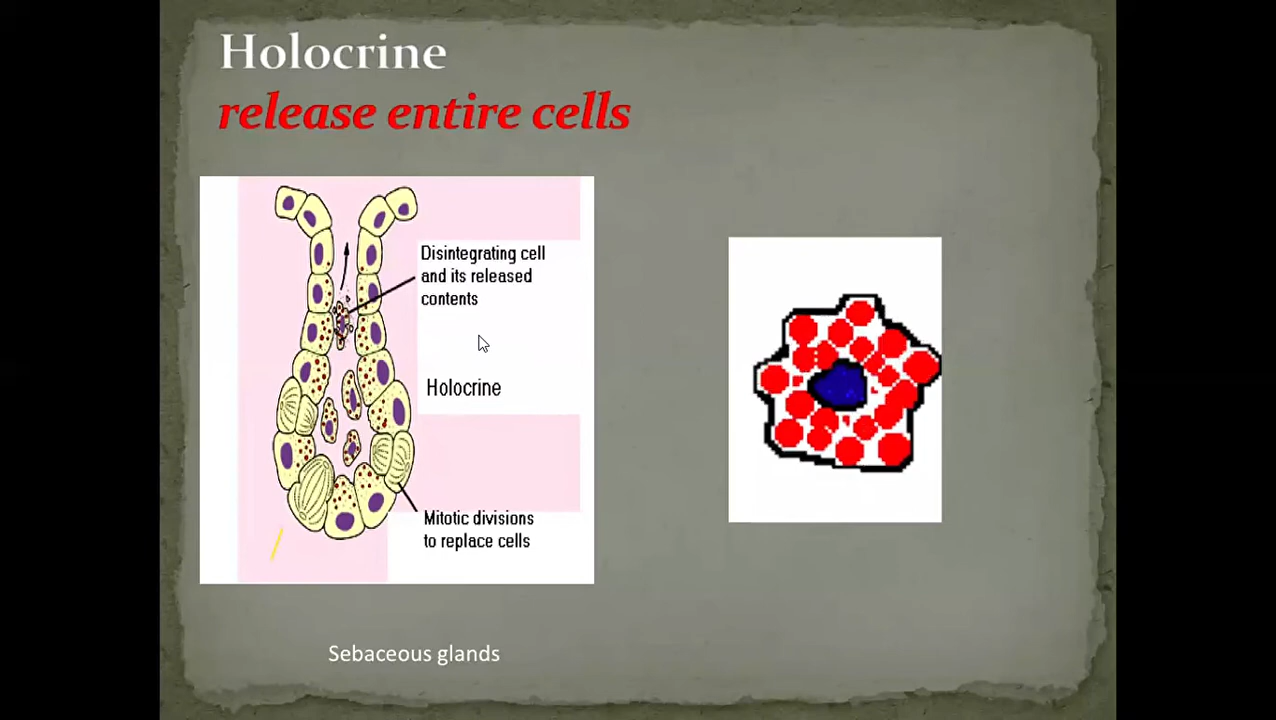 Holocrine
release entire cells
Disintegrating cell
and its released
contents
Holocrine
Mitotic divisions
to replace cells
Sebaceous glands